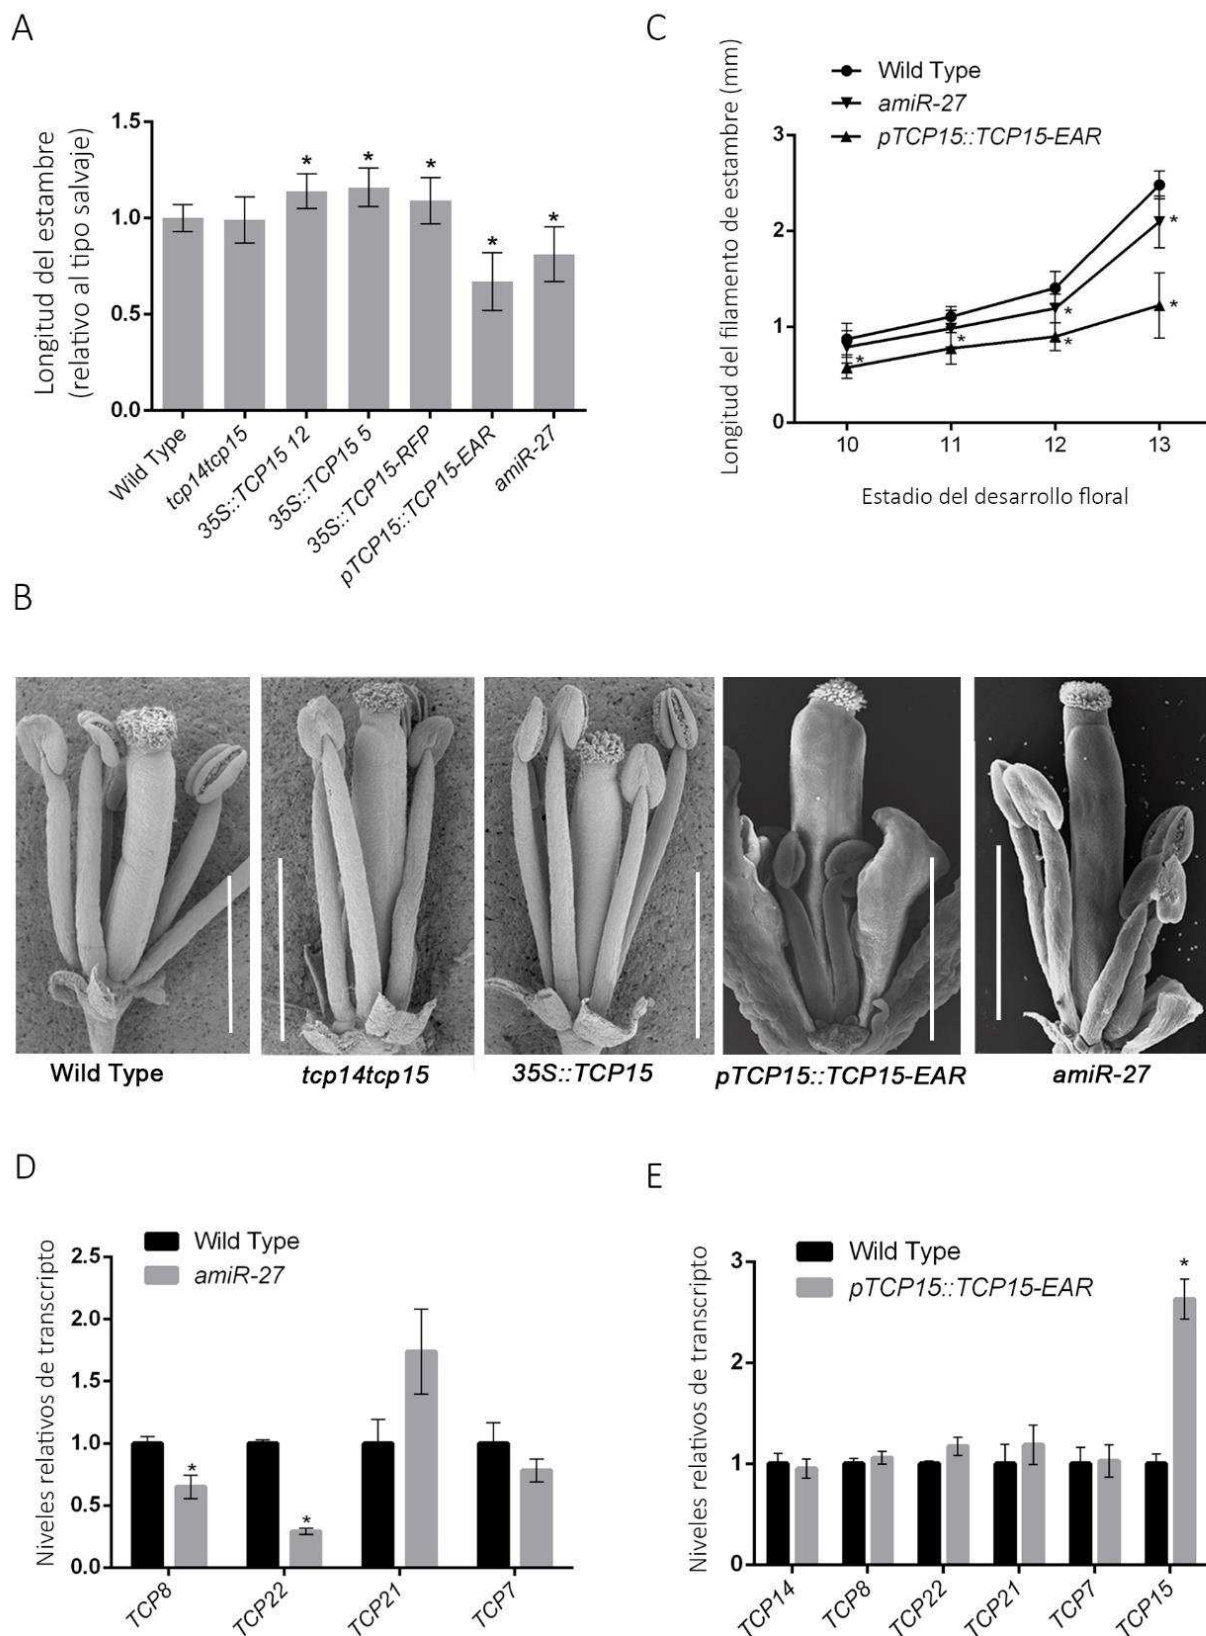 A
Longitud del estambre
(relativo al tipo salvaje)
1.5
1.0
0.5
0.0
* * * * *
Wild Type
tcp14tcp15
35S::TCP15 12
35S::TCP15 5
35S::TCP15-RFP
pTCP15::TCP15-EAR
amiR-27
C
Longitud del filamento de estambre (mm)
Wild Type
amiR-27
pTCP15::TCP15-EAR
3
2
1
0
* * * * * *
10 11 12 13
Estadio del desarrollo floral
B
Wild Type
tcp14tcp15
35S::TCP15
pTCP15::TCP15-EAR
amiR-27
D
Niveles relativos de transcripto
Wild Type
amiR-27
2.5
2.0
1.5
1.0
0.5
0.0
* *
TCP8
TCP22
TCP21
TCP7
E
Niveles relativos de transcripto
Wild Type
pTCP15::TCP15-EAR
3
2
1
0
*
TCP14
TCP8
TCP22
TCP21
TCP7
TCP15